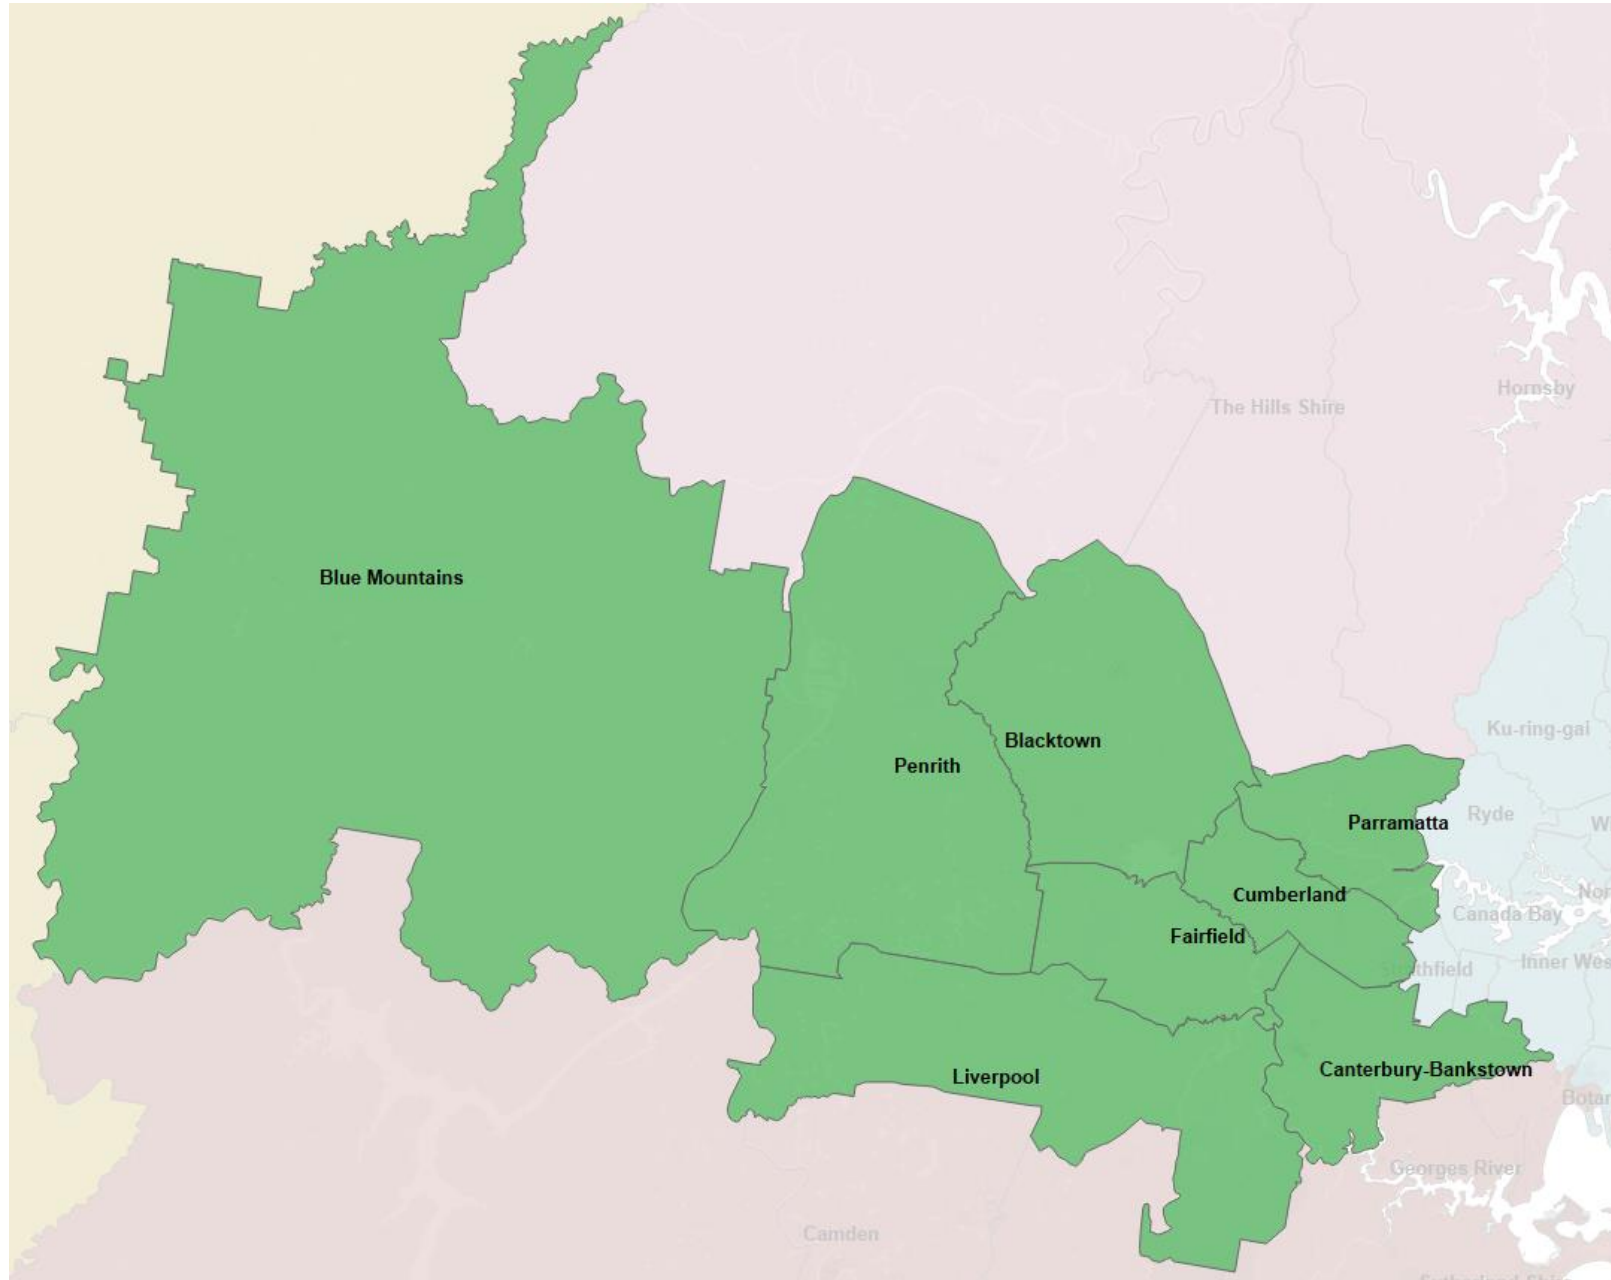 Hornsby
The Hills Shire
Blue Mountains
Ku-ring-gai
Blacktown
Penrith
Ryde
Parramatta
Cumberland
Canada Bay
Fairfield
Inner Wes
Liverpool
Canterbury-Bankstown
Botan
Georges River
Camden